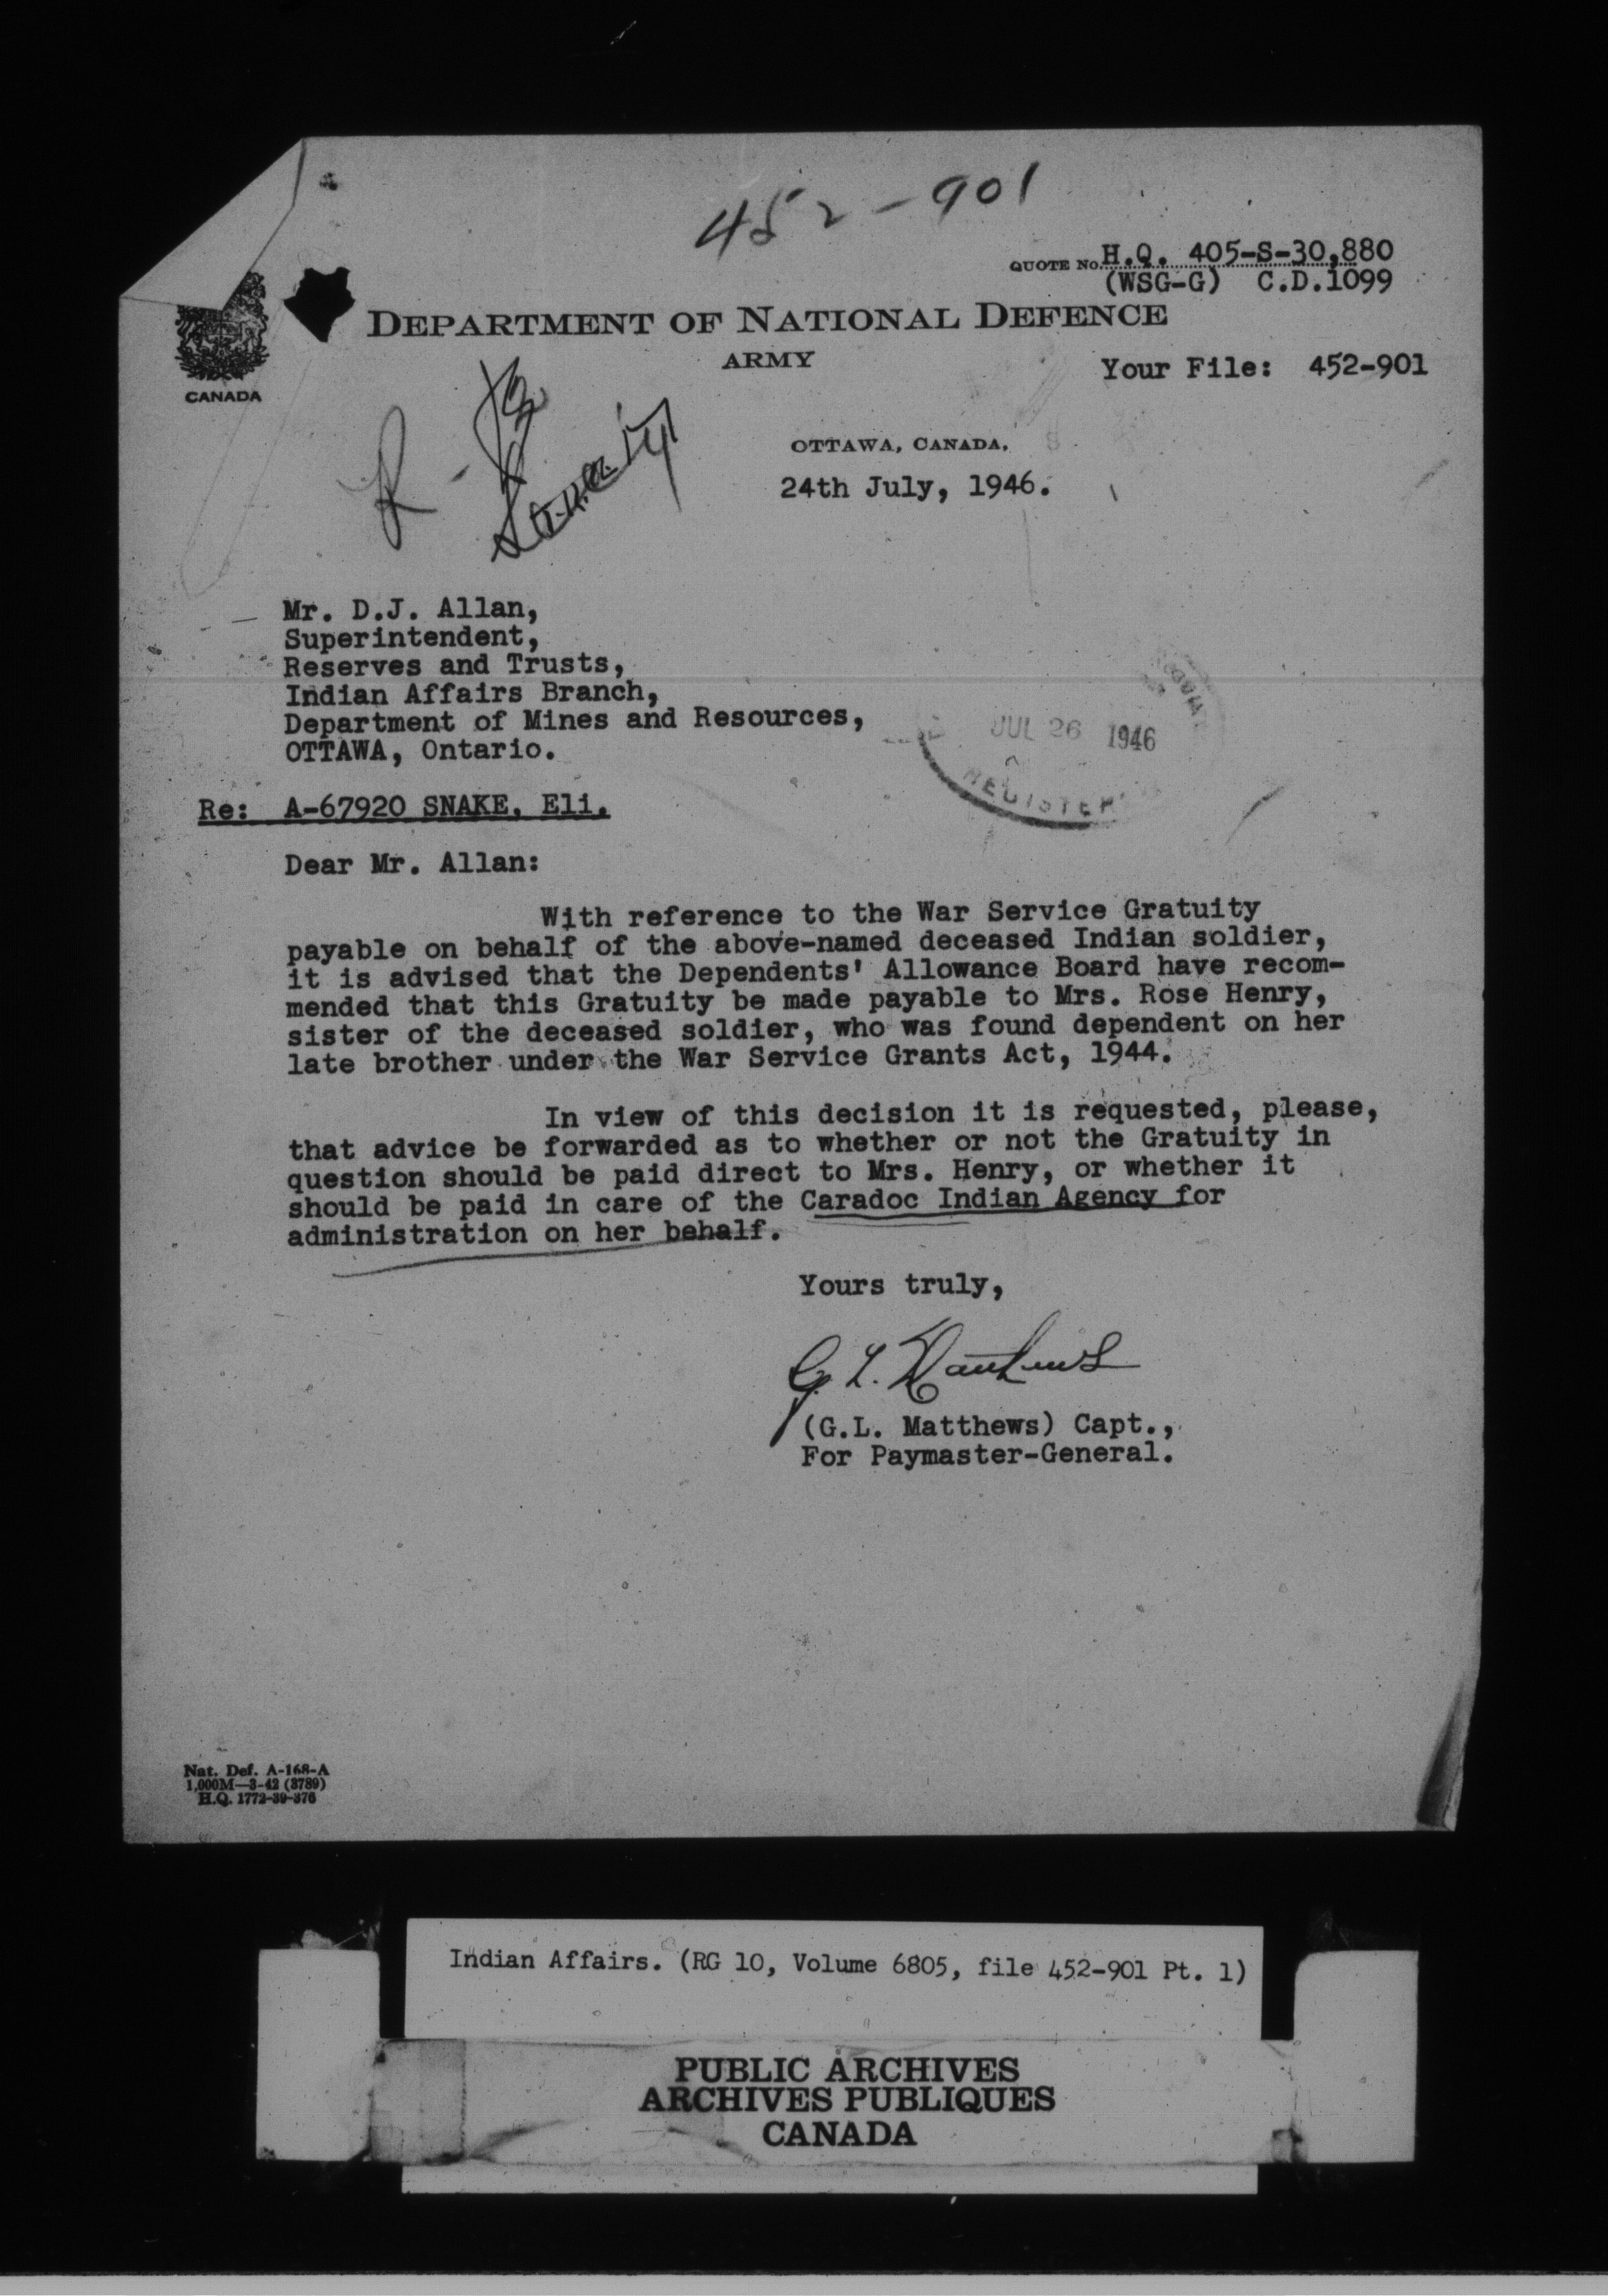 452-901
QUOTE NO. H.Q. 405-S-30,880
(WSG-G) C.D.1099
DEPARTMENT OF NATIONAL DEFENCE
ARMY
Your File: 452-901
CANADA
OTTAWA, CANADA,
24th July, 1946.
Mr. D.J. Allan,
Superintendent,
Reserves and Trusts,
Indian Affairs Branch,
Department of Mines and Resources,
OTTAWA, Ontario.
JUL 26 1946
Re: A-67920 SNAKE, Eli.
Dear Mr. Allan:
With reference to the War Service Gratuity
payable on behalf of the above-named deceased Indian soldier,
it is advised that the Dependents' Allowance Board have recom-
mended that this Gratuity be made payable to Mrs. Rose Henry,
sister of the deceased soldier, who was found dependent on her
late brother under the War Service Grants Act, 1944.
In view of this decision it is requested, please,
that advice be forwarded as to whether or not the Gratuity in
question should be paid direct to Mrs. Henry, or whether it
should be paid in care of the Caradoc Indian Agency for
administration on her behalf.
Yours truly,
G. L. Matthews
(G.L. Matthews) Capt.,
For Paymaster-General.
Nat. Def. A-168-A
1,000M—3-42 (3789)
H.Q. 1772-39-376
Indian Affairs. (RG 10, Volume 6805, file 452-901 Pt. 1)
PUBLIC ARCHIVES
ARCHIVES PUBLIQUES
CANADA